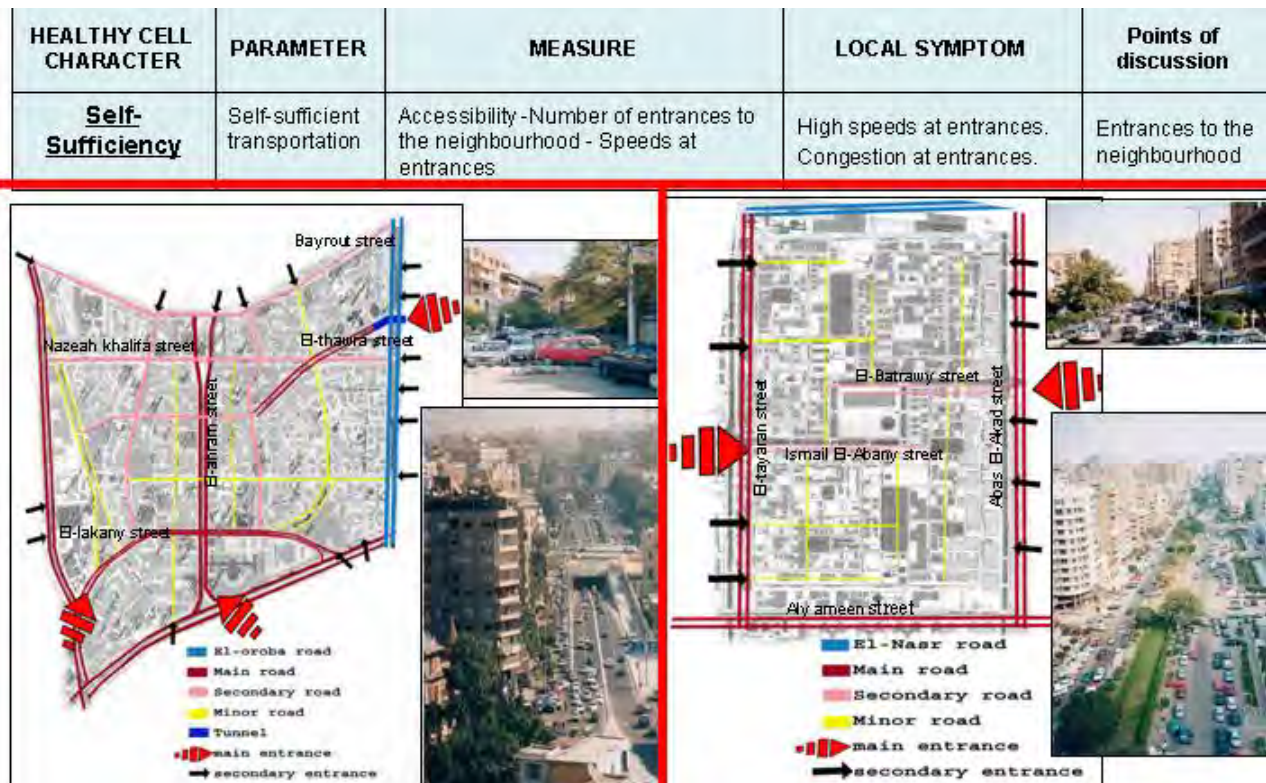 HEALTHY CELL
CHARACTER
PARAMETER
MEASURE
LOCAL SYMPTOM
Points of
discussion
Self-
Sufficiency
Self-sufficient
transportation
Accessibility -Number of entrances to
the neighbourhood - Speeds at
entrances
High speeds at entrances.
Congestion at entrances.
Entrances to the
neighbourhood
Bayrout street
Nazeah khalifa street
El-thawra street
El-ahram street
El-lakany street
El-oroba road
Main road
Secondary road
Minor road
Tunnel
main entrance
secondary entrance
El-Batrawy street
El-tayaran street
Ismail El-Abany street
Abas El-Akad street
Aly ameen street
El-Nasr road
Main road
Secondary road
Minor road
main entrance
secondary entrance